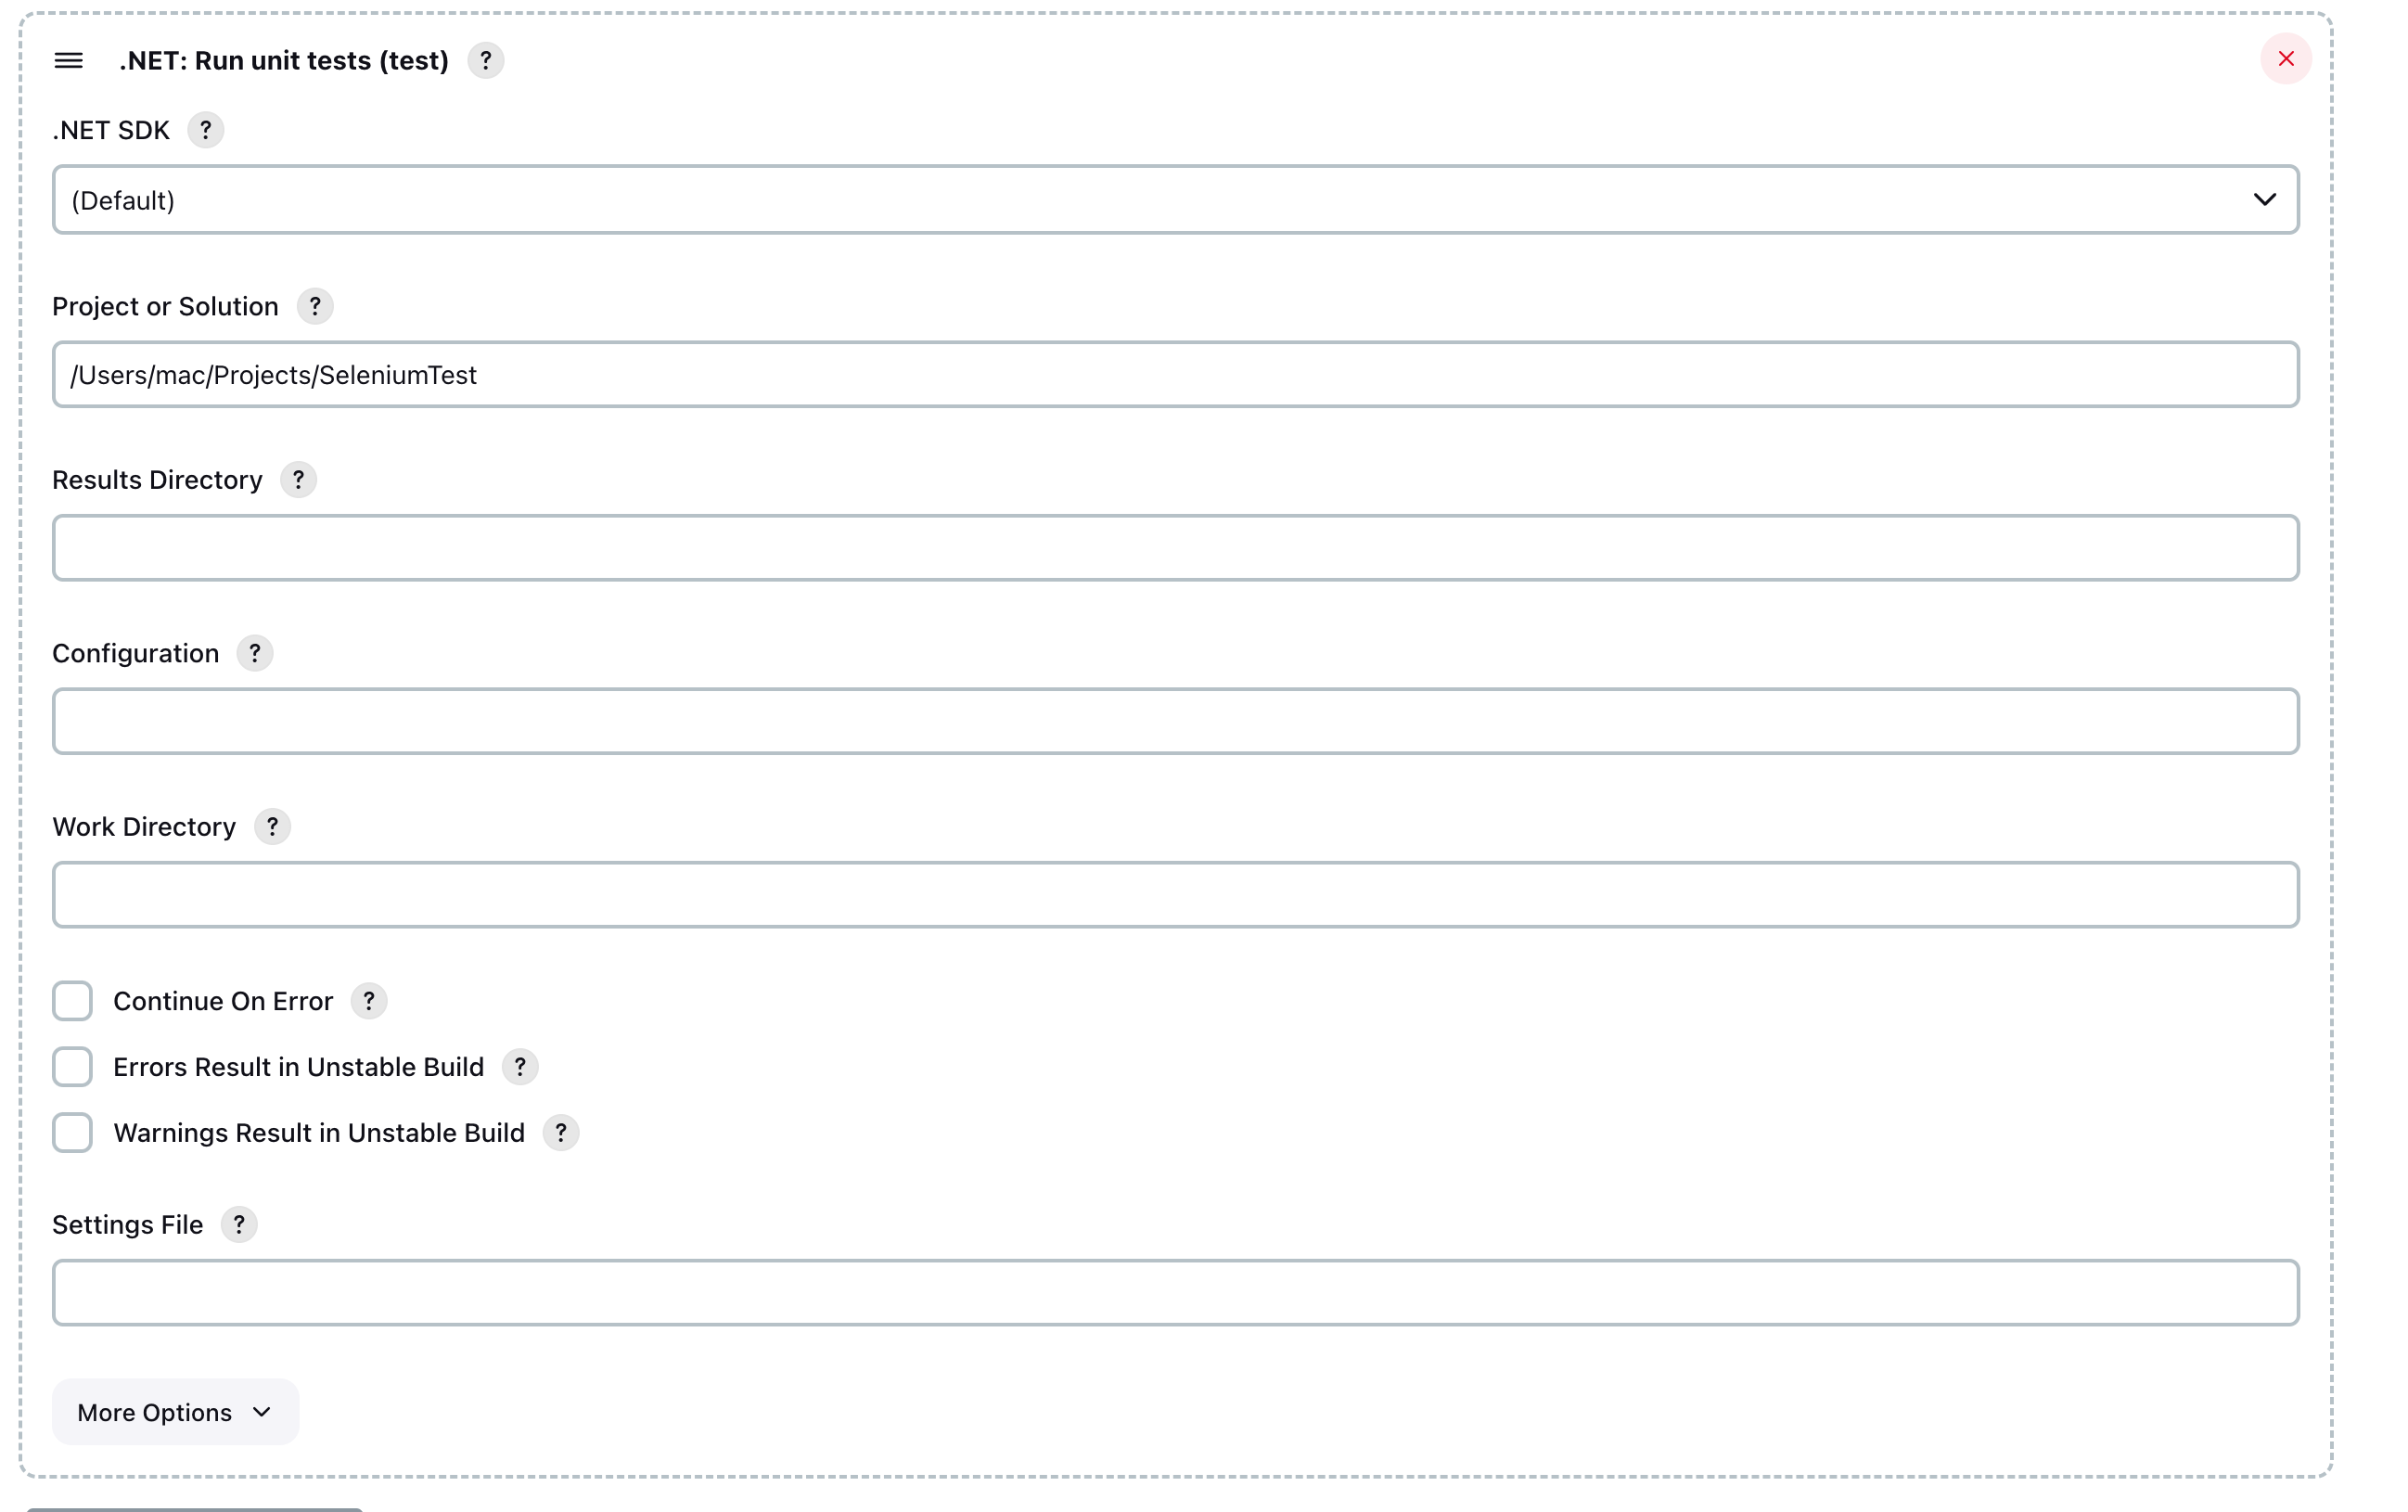 .NET: Run unit tests (test) ?
.NET SDK ?
(Default)
Project or Solution ?
/Users/mac/Projects/SeleniumTest
Results Directory ?
Configuration ?
Work Directory ?
Continue On Error ?
Errors Result in Unstable Build ?
Warnings Result in Unstable Build ?
Settings File ?
More Options